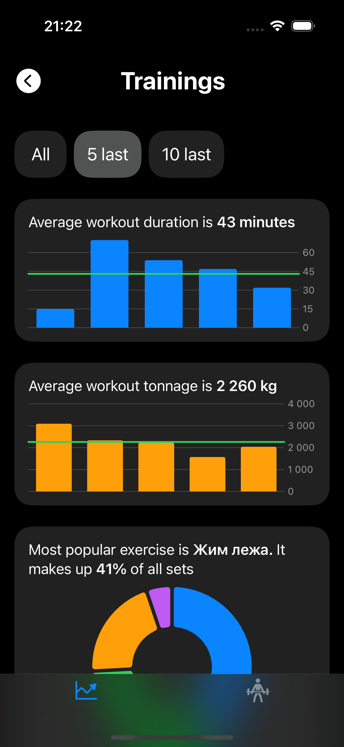 21:22
Trainings
All 5 last 10 last
Average workout duration is 43 minutes
60
45
30
15
0
Average workout tonnage is 2 260 kg
4 000
3 000
2 000
1 000
0
Most popular exercise is Жим лежа. It
makes up 41% of all sets